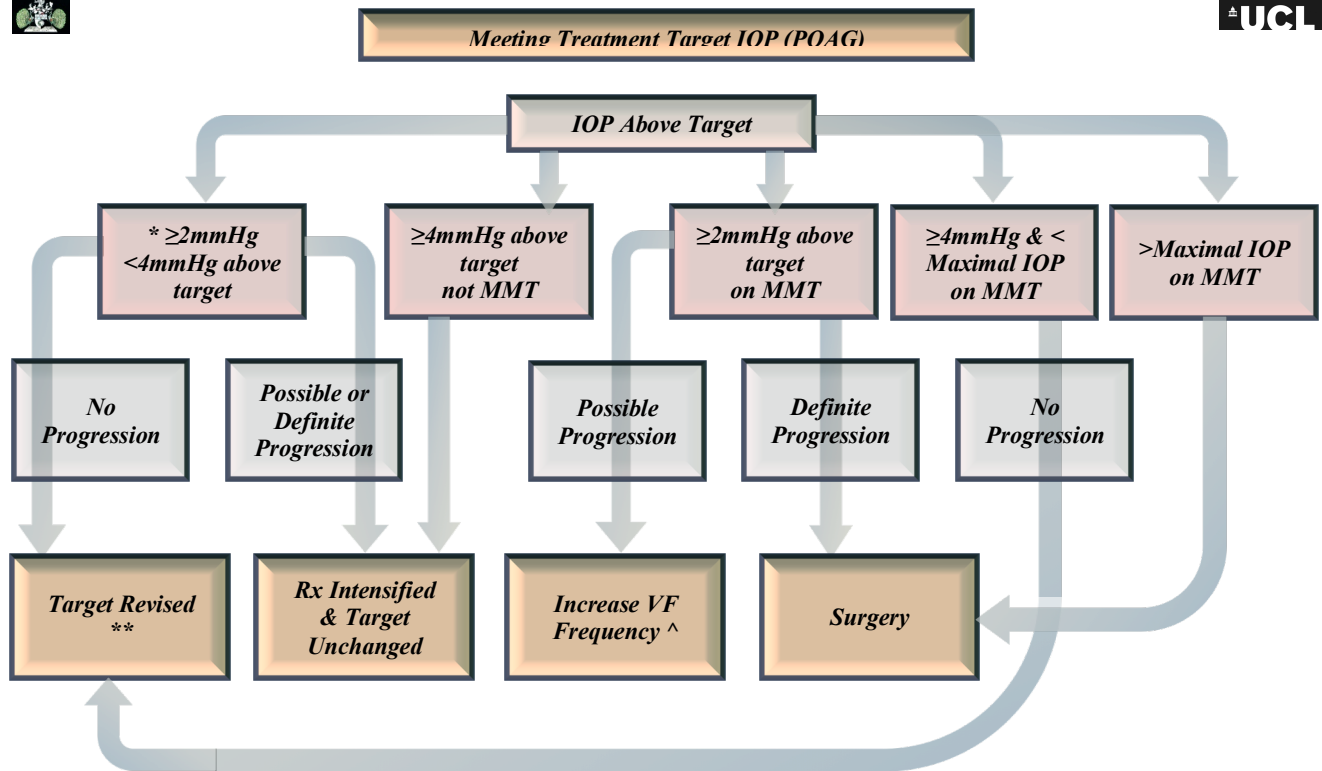 UCL
Meeting Treatment Target IOP (POAG)
IOP Above Target
* ≥2mmHg
<4mmHg above
target
≥4mmHg above
target
not MMT
≥2mmHg above
target
on MMT
≥4mmHg & <
Maximal IOP
on MMT
>Maximal IOP
on MMT
No
Progression
Possible or
Definite
Progression
Possible
Progression
Definite
Progression
No
Progression
Target Revised
**
Rx Intensified
& Target
Unchanged
Increase VF
Frequency ^
Surgery